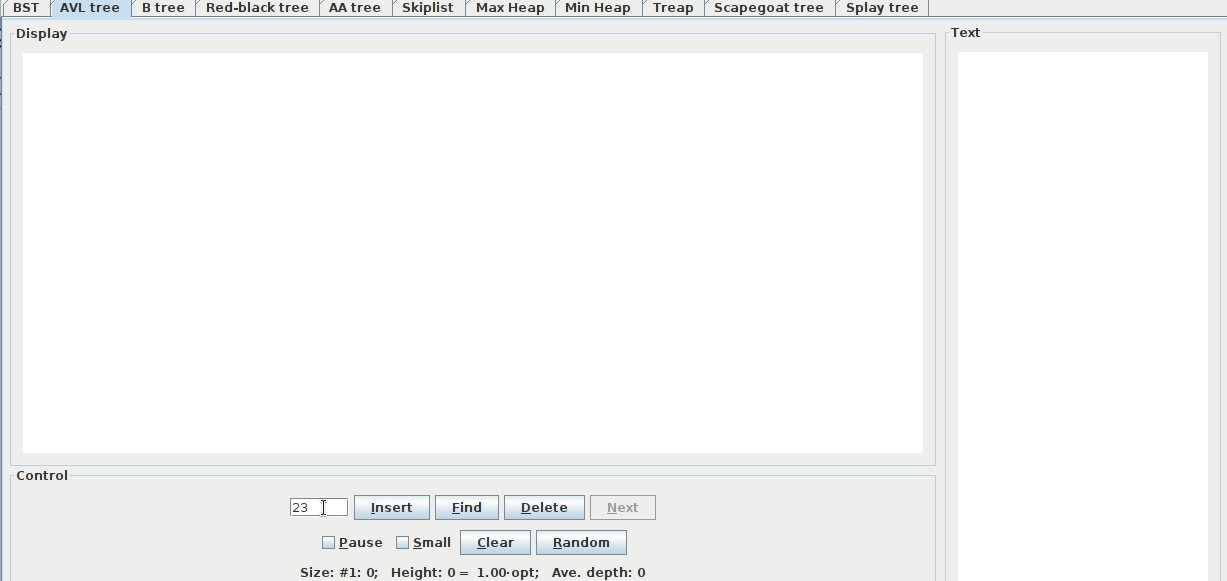 BST AVL tree B tree Red-black tree AA tree Skiplist Max Heap Min Heap Treap Scapegoat tree Splay tree
Display
Text
Control
23 Insert Find Delete Next
Pause Small Clear Random
Size: #1: 0; Height: 0 = 1.00·opt; Ave. depth: 0